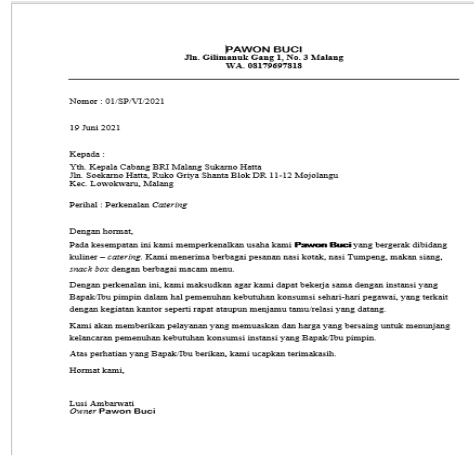 PAWON BUCI
Jln. Gilimanuk Gang 1, No. 3 Malang
WA. 08179697818
Nomor : 01/SP/VI/2021
19 Juni 2021
Kepada :
Yth. Kepala Cabang BRI Malang Sukarno Hatta
Jln. Soekarno Hatta, Ruko Griya Shanta Blok DR 11-12 Mojolangu
Kec. Lowokwaru, Malang
Perihal : Perkenalan Catering
Dengan hormat,
Pada kesempatan ini kami memperkenalkan usaha kami Pawon Buci yang bergerak dibidang
kuliner – catering. Kami menerima berbagai pesanan nasi kotak, nasi Tumpeng, makan siang,
snack box dengan berbagai macam menu.
Dengan perkenalan ini, kami maksudkan agar kami dapat bekerja sama dengan instansi yang
Bapak/Ibu pimpin dalam hal pemenuhan kebutuhan konsumsi sehari-hari pegawai, yang terkait
dengan kegiatan kantor seperti rapat ataupun menjamu tamu/relasi yang datang.
Kami akan memberikan pelayanan yang memuaskan dan harga yang bersaing untuk menunjang
kelancaran pemenuhan kebutuhan konsumsi instansi yang Bapak/Ibu pimpin.
Atas perhatian yang Bapak/Ibu berikan, kami ucapkan terimakasih.
Hormat kami,
Lusi Ambarwati
Owner Pawon Buci